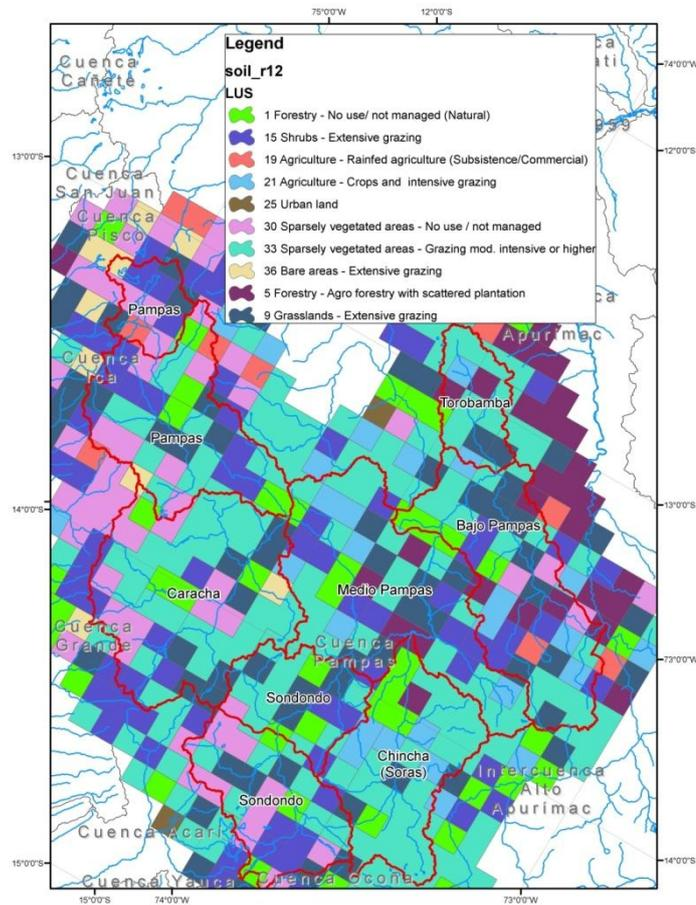 75°0'0"W
12°0'0"S
Legend
soil_r12
LUS
1 Forestry - No use/ not managed (Natural)
15 Shrubs - Extensive grazing
19 Agriculture - Rainfed agriculture (Subsistence/Commercial)
21 Agriculture - Crops and intensive grazing
25 Urban land
30 Sparsely vegetated areas - No use / not managed
33 Sparsely vegetated areas - Grazing mod. intensive or higher
36 Bare areas - Extensive grazing
5 Forestry - Agro forestry with scattered plantation
9 Grasslands - Extensive grazing
Cuenca
Cañete
74°0'0"W
12°0'0"S
13°0'0"S
Cuenca
San Juan
Cuenca
Pisco
Pampas
Apurímac
Cuenca
Ica
Torobamba
Pampas
14°0'0"S
13°0'0"S
Bajo Pampas
Caracha
Medio Pampas
Cuenca
Grande
Cuenca
Pampas
Sondondo
Chincha
(Soras)
Intercuenca
Alto
Apurímac
Sondondo
Cuenca Acarí
15°0'0"S
14°0'0"S
Cuenca Yauca
Cuenca Ocoña
15°0'0"S
74°0'0"W
73°0'0"W